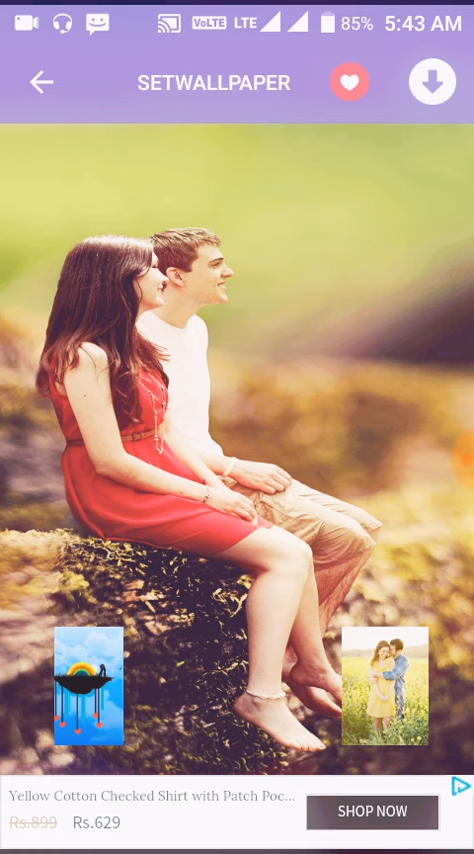 VoLTE LTE 85% 5:43 AM
SETWALLPAPER
Yellow Cotton Checked Shirt with Patch Poc...
Rs.899 Rs.629
SHOP NOW